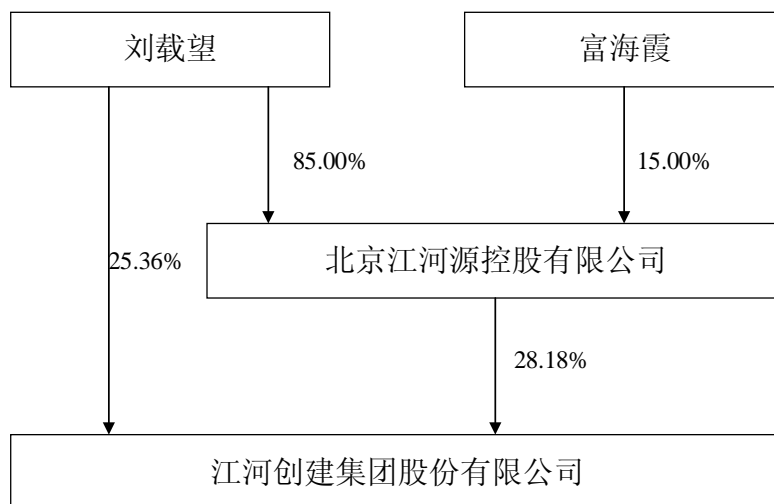 刘载望
富海霞
85.00%
15.00%
25.36%
北京江河源控股有限公司
28.18%
江河创建集团股份有限公司